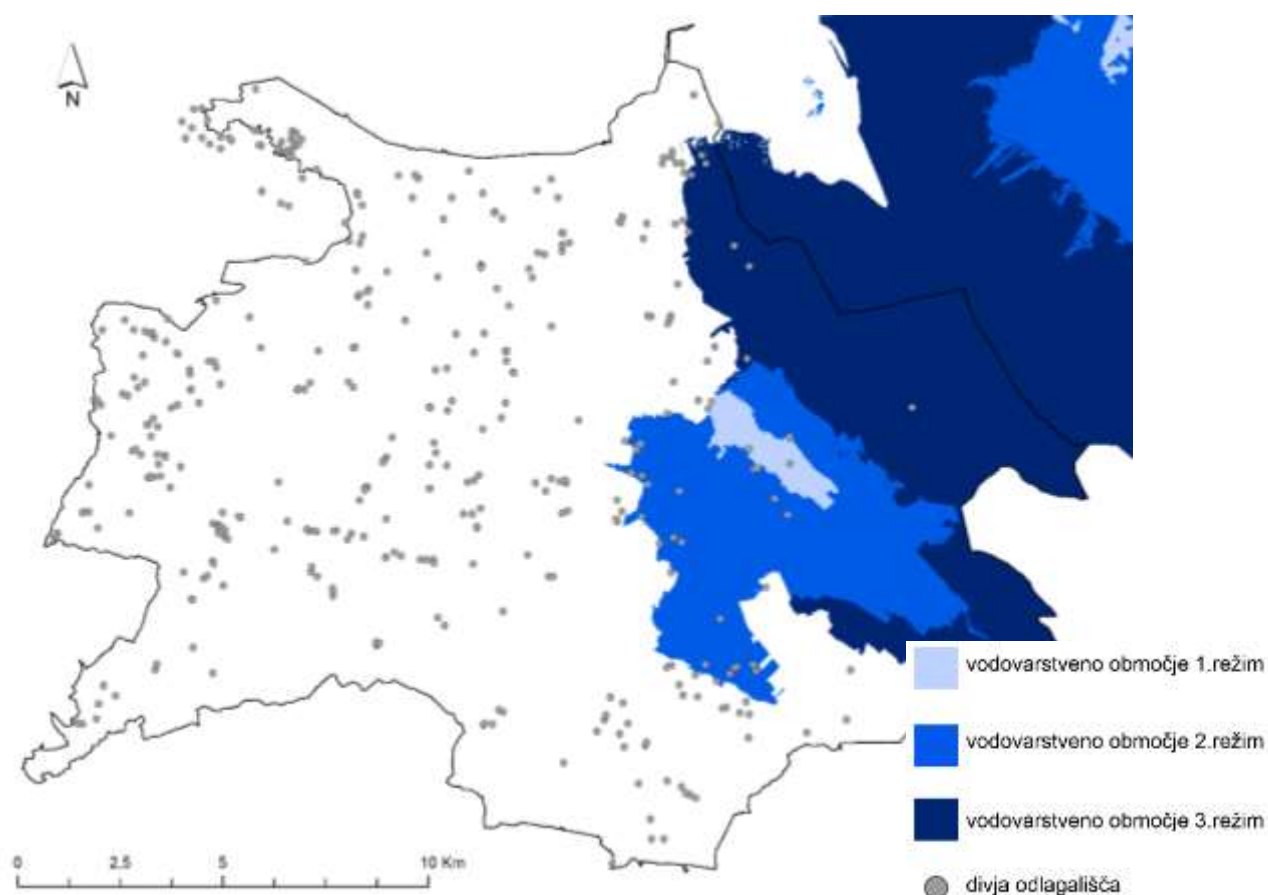 N
vodovarstveno območje 1.režim
vodovarstveno območje 2.režim
vodovarstveno območje 3.režim
divja odlagališča
0 2.5 5 10 Km